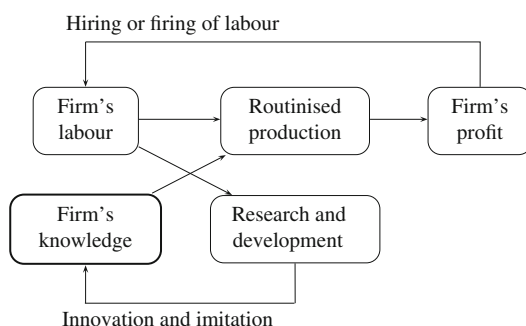 Hiring or firing of labour
Firm's
labour
Routinised
production
Firm's
profit
Firm's
knowledge
Research and
development
Innovation and imitation